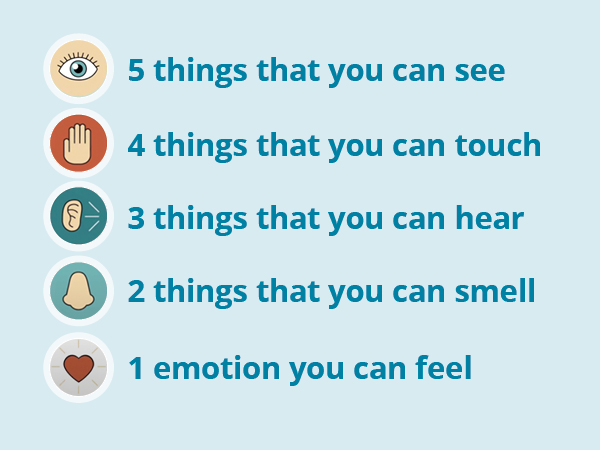 5 things that you can see
4 things that you can touch
3 things that you can hear
2 things that you can smell
1 emotion you can feel